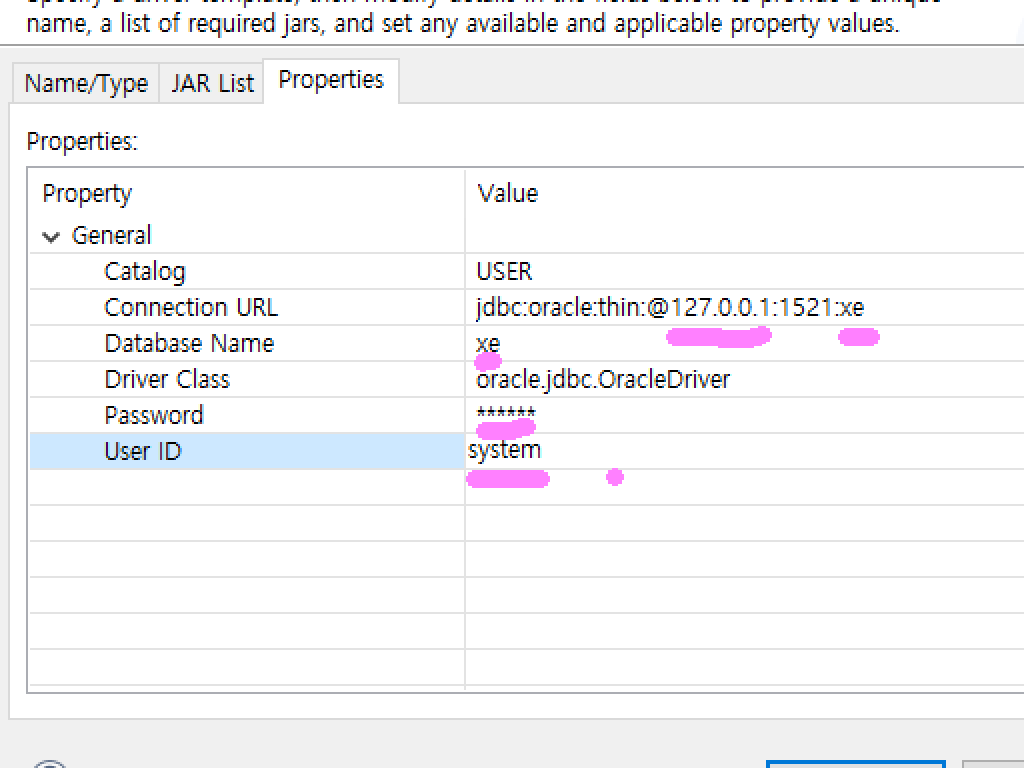 name, a list of required jars, and set any available and applicable property values.
Name/Type JAR List Properties
Properties:
Property Value
General
Catalog USER
Connection URL jdbc:oracle:thin:@127.0.0.1:1521:xe
Database Name xe
Driver Class oracle.jdbc.OracleDriver
Password ******
User ID system